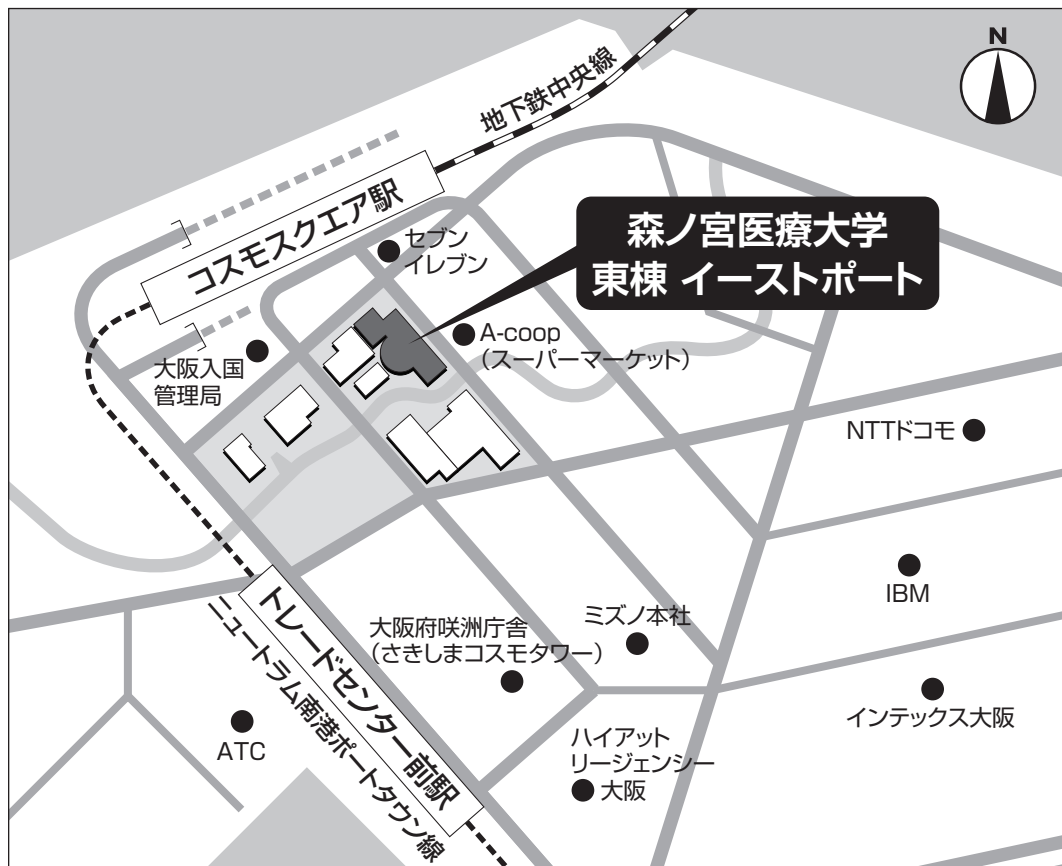 N
地下鉄中央線
コスモスクエア駅
セブン
イレブン
森ノ宮医療大学
東棟 イーストポート
A-coop
（スーパーマーケット）
大阪入国
管理局
NTTドコモ
IBM
トレードセンター前駅
ニュートラム南港ポートタウン線
大阪府咲洲庁舎
（さきしまコスモタワー）
ミズノ本社
インテックス大阪
ATC
ハイアット
リージェンシー
大阪